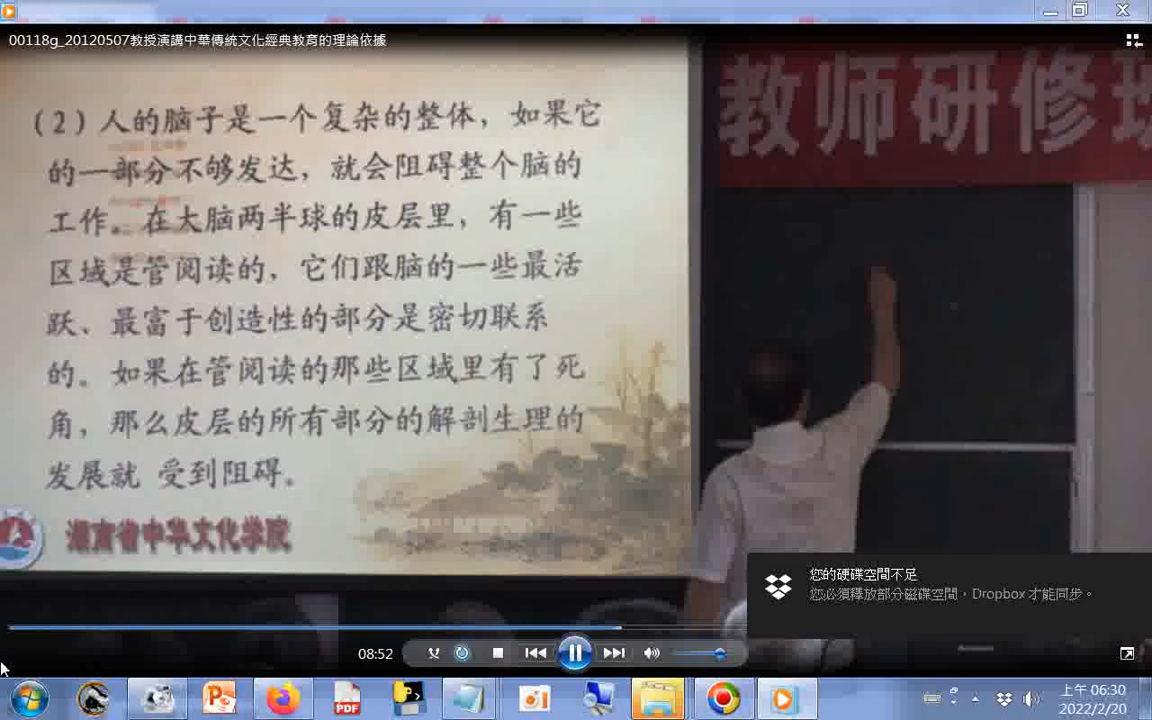 00118g_20120507教授演講中華傳統文化經典教育的理論依據
(2)人的脑子是一个复杂的整体，如果它
的一部分不够发达，就会阻碍整个脑的
工作。在大脑两半球的皮层里，有一些
区域是管阅读的，它们跟脑的一些最活
跃、最富于创造性的部分是密切联系
的。如果在管阅读的那些区域里有了死
角，那么皮层的所有部分的解剖生理的
发展就 受到阻碍。
湖南省中华文化学院
教师研修班
您的硬碟空間不足
您必須釋放部分磁碟空間，Dropbox 才能同步。
08:52
PDF
上午 06:30
2022/2/20